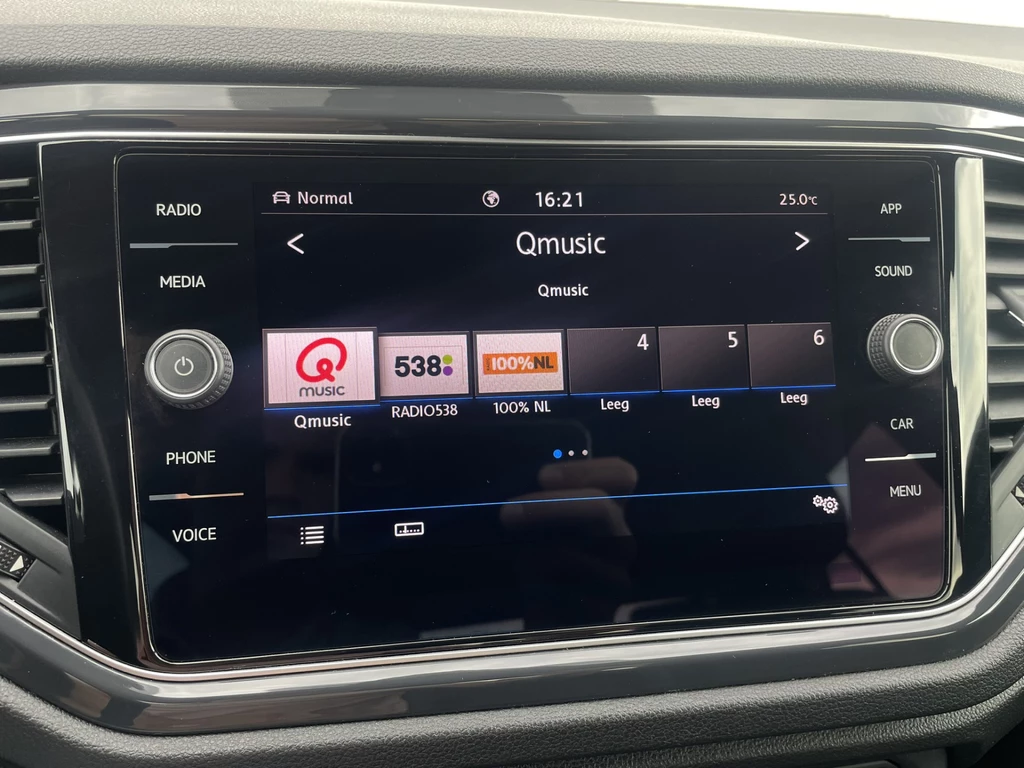 RADIO
MEDIA
PHONE
VOICE
Normal
16:21
25.0°C
< Qmusic >
Qmusic
MUSIC
538
100%NL
4
5
6
Qmusic
RADIO538
100% NL
Leeg
Leeg
Leeg
APP
SOUND
CAR
MENU